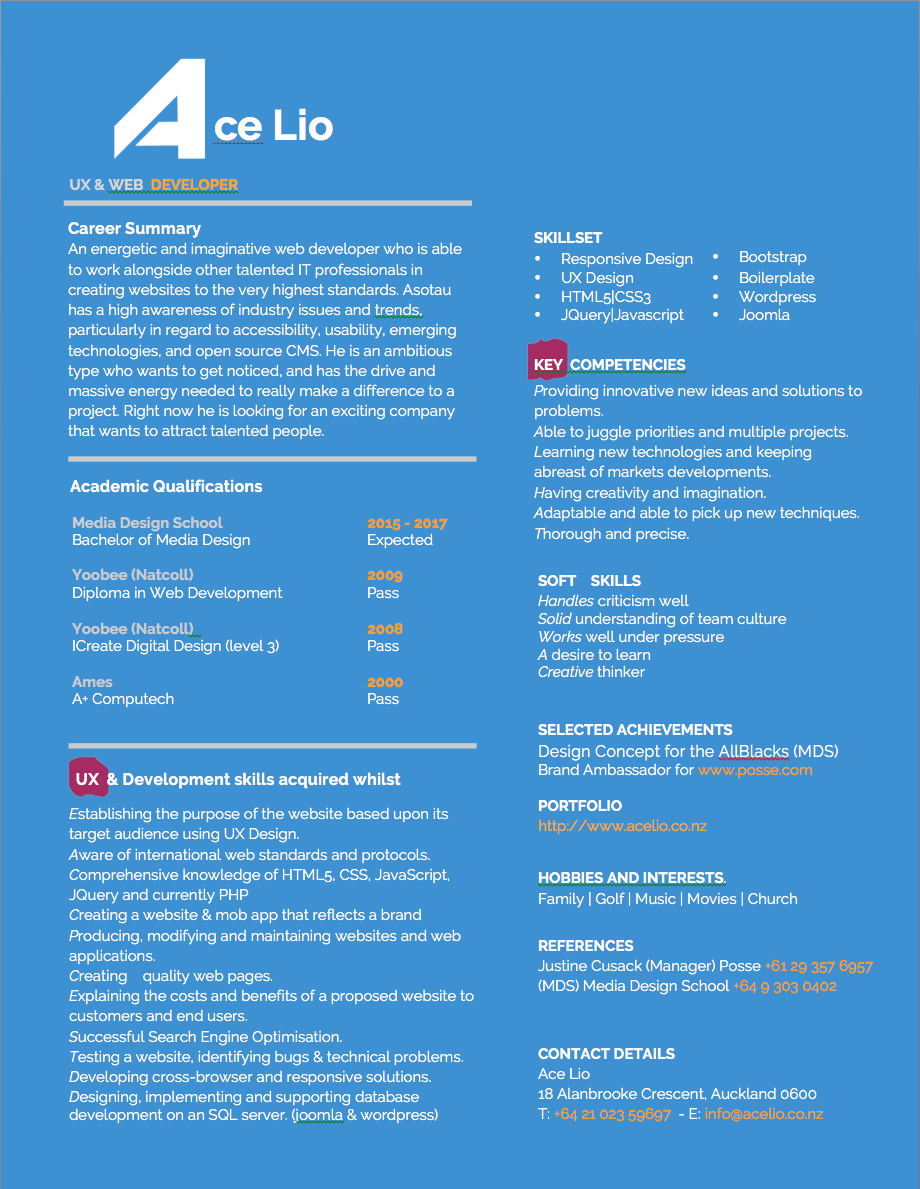 Ace Lio
UX & WEB DEVELOPER
Career Summary
An energetic and imaginative web developer who is able
to work alongside other talented IT professionals in
creating websites to the very highest standards. Asotau
has a high awareness of industry issues and trends,
particularly in regard to accessibility, usability, emerging
technologies, and open source CMS. He is an ambitious
type who wants to get noticed, and has the drive and
massive energy needed to really make a difference to a
project. Right now he is looking for an exciting company
that wants to attract talented people.
Academic Qualifications
Media Design School 2015 - 2017
Bachelor of Media Design Expected
Yoobee (Natcoll) 2009
Diploma in Web Development Pass
Yoobee (Natcoll) 2008
ICreate Digital Design (level 3) Pass
Ames 2000
A+ Computech Pass
UX & Development skills acquired whilst
Establishing the purpose of the website based upon its
target audience using UX Design.
Aware of international web standards and protocols.
Comprehensive knowledge of HTML5, CSS, JavaScript,
JQuery and currently PHP
Creating a website & mob app that reflects a brand
Producing, modifying and maintaining websites and web
applications.
Creating quality web pages.
Explaining the costs and benefits of a proposed website to
customers and end users.
Successful Search Engine Optimisation.
Testing a website, identifying bugs & technical problems.
Developing cross-browser and responsive solutions.
Designing, implementing and supporting database
development on an SQL server. (joomla & wordpress)
SKILLSET
• Responsive Design
• UX Design
• HTML5|CSS3
• JQuery|Javascript
• Bootstrap
• Boilerplate
• Wordpress
• Joomla
KEY COMPETENCIES
Providing innovative new ideas and solutions to
problems.
Able to juggle priorities and multiple projects.
Learning new technologies and keeping
abreast of markets developments.
Having creativity and imagination.
Adaptable and able to pick up new techniques.
Thorough and precise.
SOFT SKILLS
Handles criticism well
Solid understanding of team culture
Works well under pressure
A desire to learn
Creative thinker
SELECTED ACHIEVEMENTS
Design Concept for the AllBlacks (MDS)
Brand Ambassador for www.posse.com
PORTFOLIO
http://www.acelio.co.nz
HOBBIES AND INTERESTS.
Family | Golf | Music | Movies | Church
REFERENCES
Justine Cusack (Manager) Posse +61 29 357 6957
(MDS) Media Design School +64 9 303 0402
CONTACT DETAILS
Ace Lio
18 Alanbrooke Crescent, Auckland 0600
T: +64 21 023 59697 - E: info@acelio.co.nz